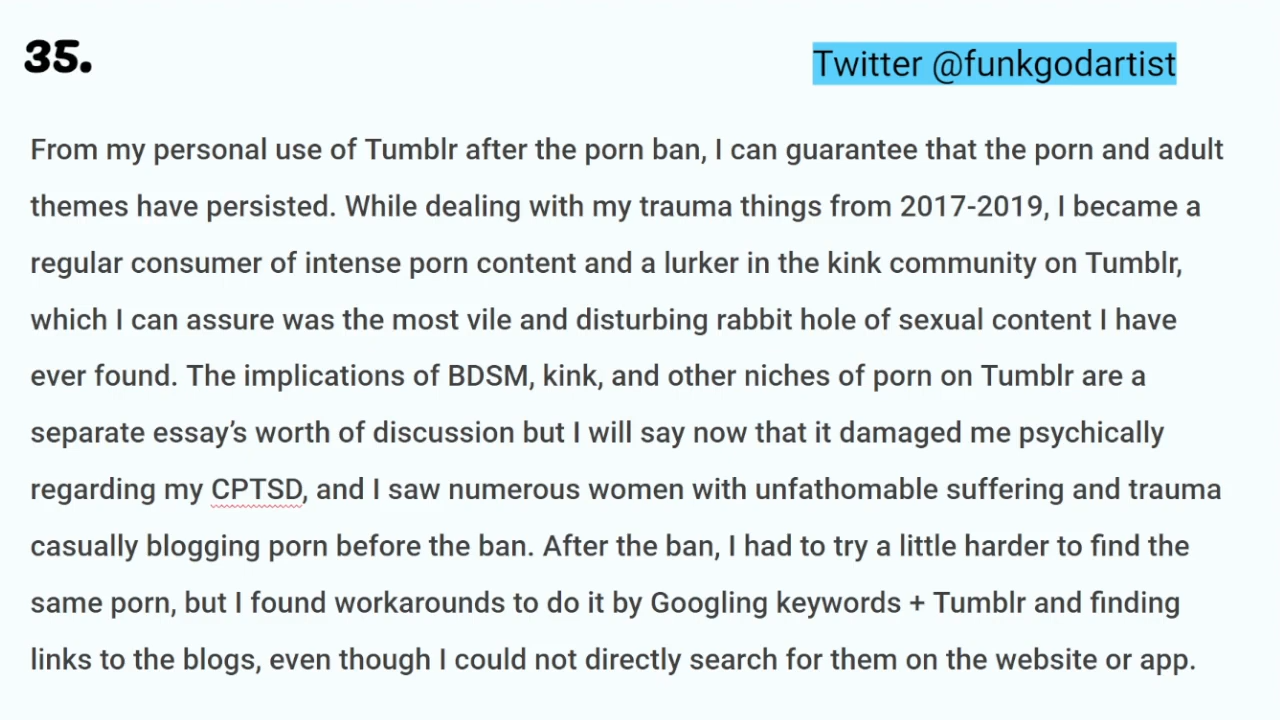 35.
Twitter @funkgodartist
From my personal use of Tumblr after the porn ban, I can guarantee that the porn and adult
themes have persisted. While dealing with my trauma things from 2017-2019, I became a
regular consumer of intense porn content and a lurker in the kink community on Tumblr,
which I can assure was the most vile and disturbing rabbit hole of sexual content I have
ever found. The implications of BDSM, kink, and other niches of porn on Tumblr are a
separate essay’s worth of discussion but I will say now that it damaged me psychically
regarding my CPTSD, and I saw numerous women with unfathomable suffering and trauma
casually blogging porn before the ban. After the ban, I had to try a little harder to find the
same porn, but I found workarounds to do it by Googling keywords + Tumblr and finding
links to the blogs, even though I could not directly search for them on the website or app.